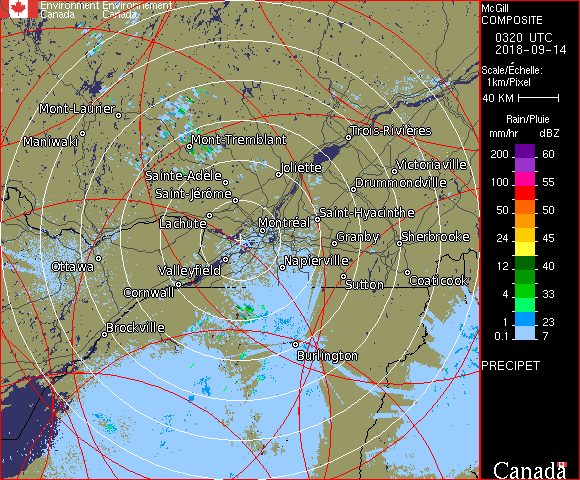 Environment Environnement
Canada Canada
McGill
COMPOSITE
0320 UTC
2018-09-14
Scale/Échelle:
1km/Pixel
40 KM
Rain/Pluie
mm/hr dBZ
200 60
55
100 55
50 50
24 45
12 40
4 33
1 23
0.1 7
PRECIPET
Canada
Mont-Laurier
Maniwaki
Mont-Tremblant
Trois-Rivières
Joliette
Victoriaville
Sainte-Adèle
Drummondville
Saint-Jérôme
Lachute
Montréal
Saint-Hyacinthe
Granby
Sherbrooke
Ottawa
Valleyfield
Napierville
Cornwall
Sutton
Coaticook
Brockville
Burlington